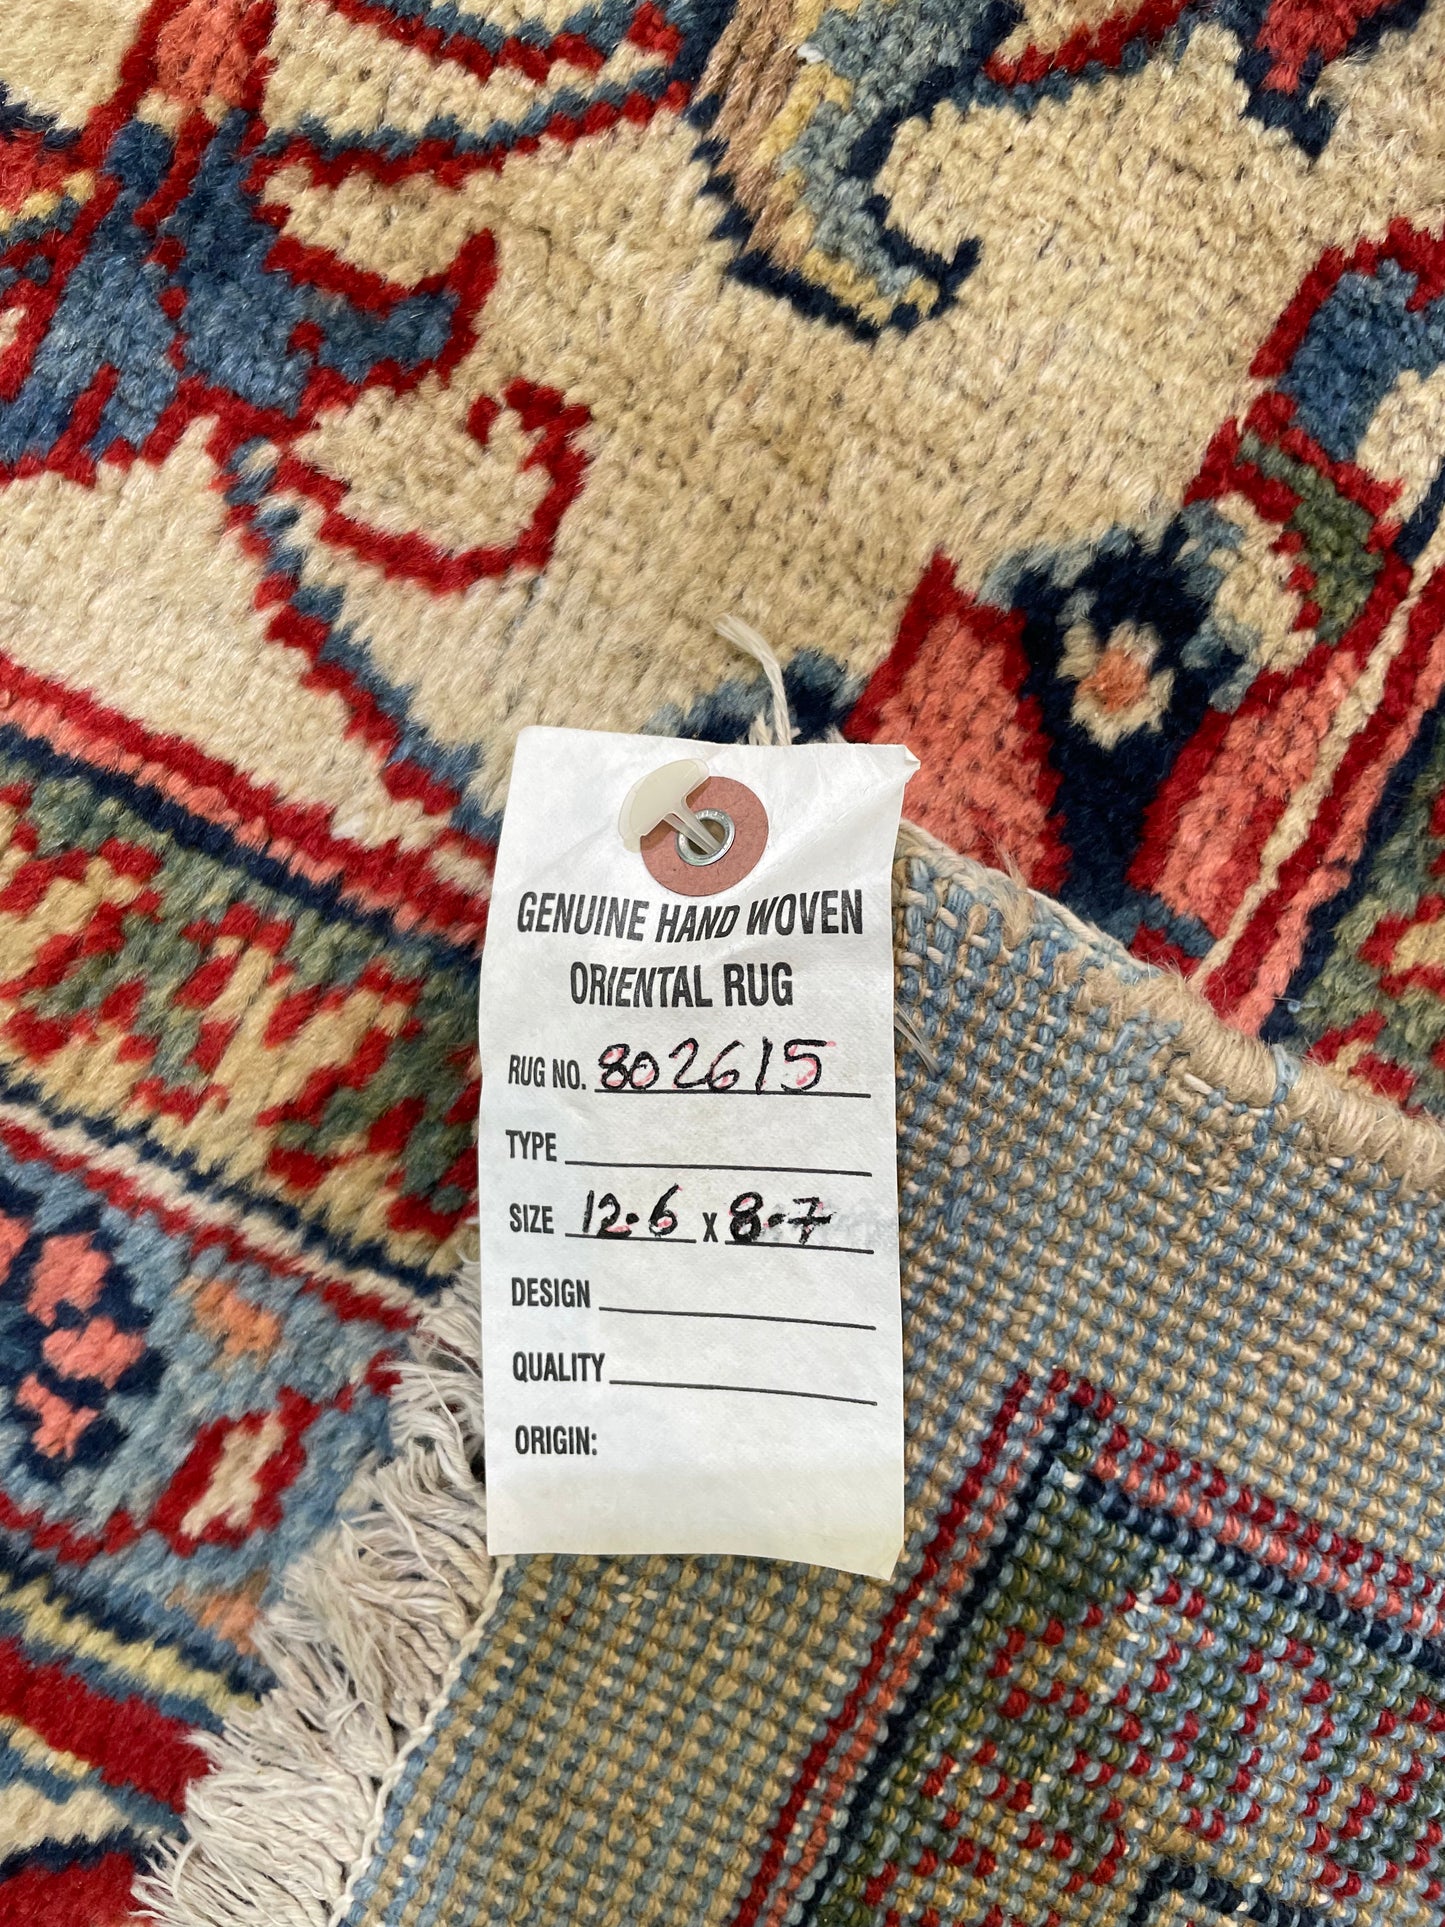 GENUINE HAND WOVEN
ORIENTAL RUG
RUG NO. 802615
TYPE
SIZE 12.6 X 8.7
DESIGN
QUALITY
ORIGIN: